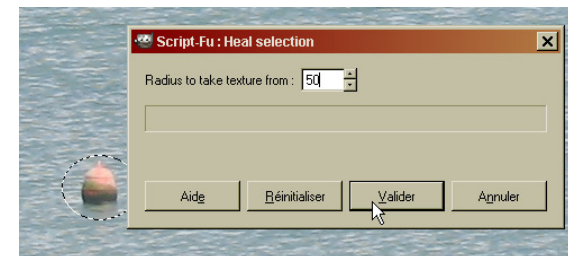 Script-Fu : Heal selection
Radius to take texture from : 50
Aide Réinitialiser Valider Annuler